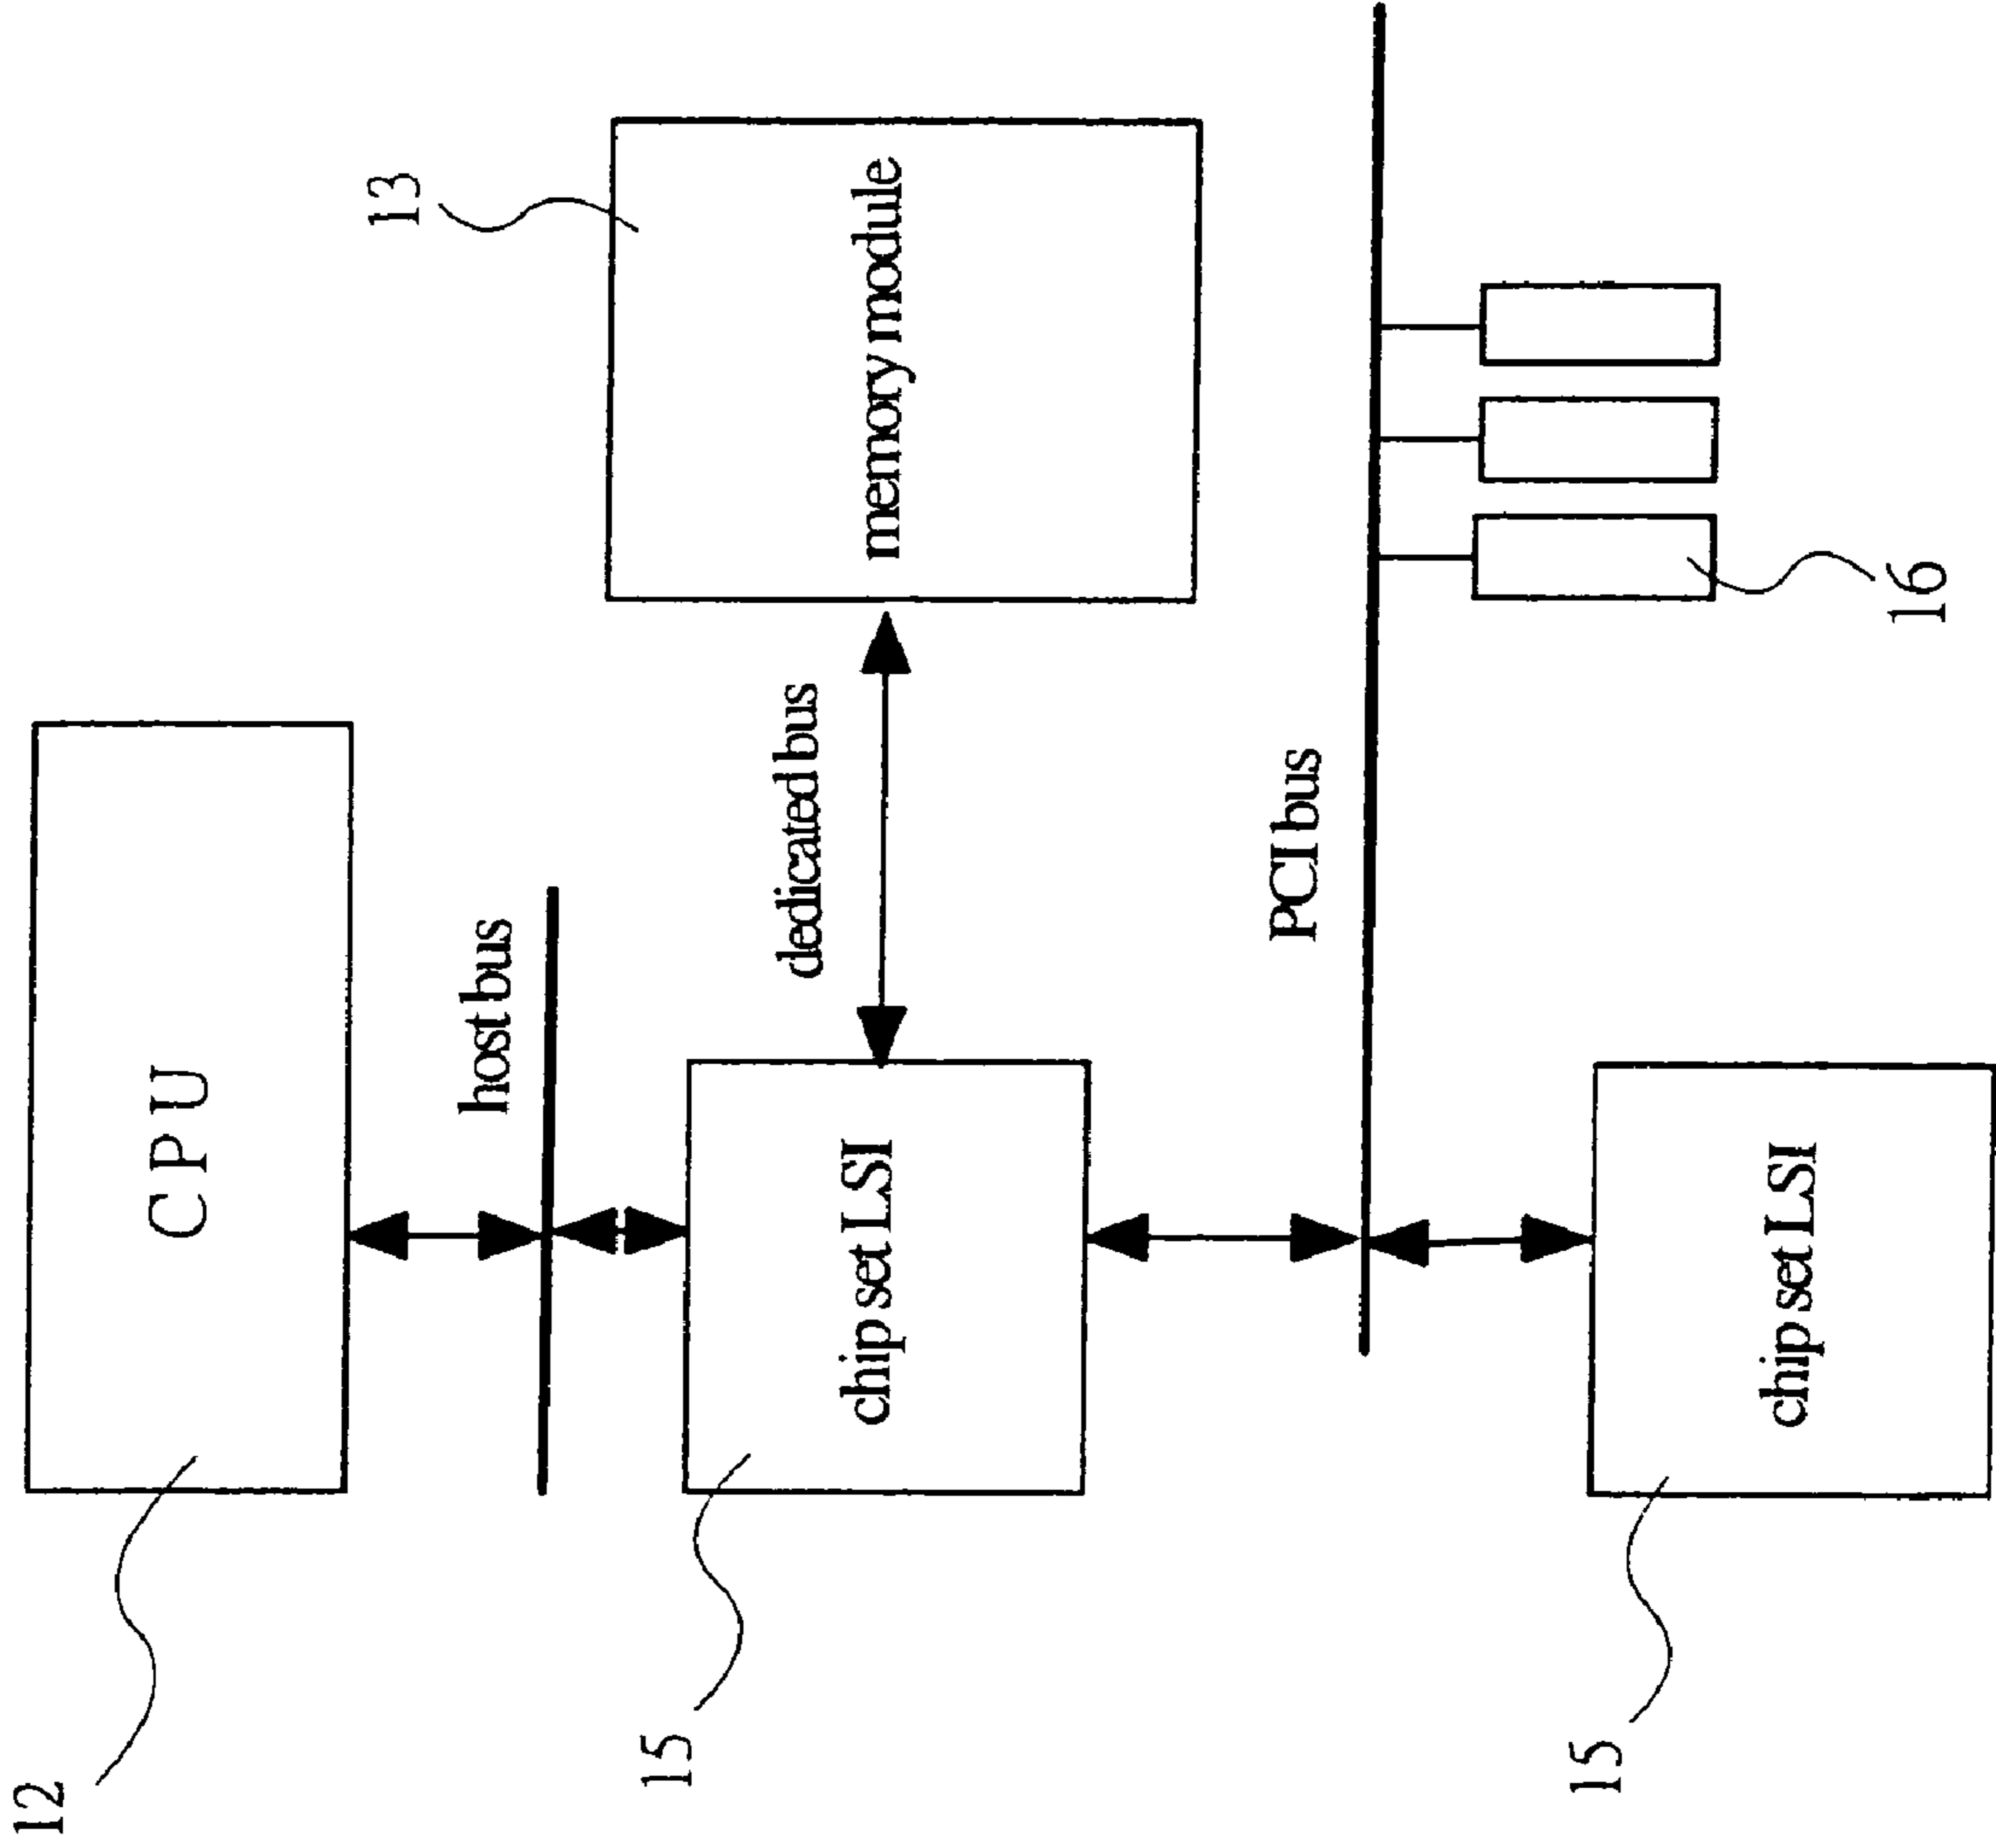 12
CPU
host bus
13
15
chip set LSI
dedicated bus
memory module
PCI bus
15
chip set LSI
16